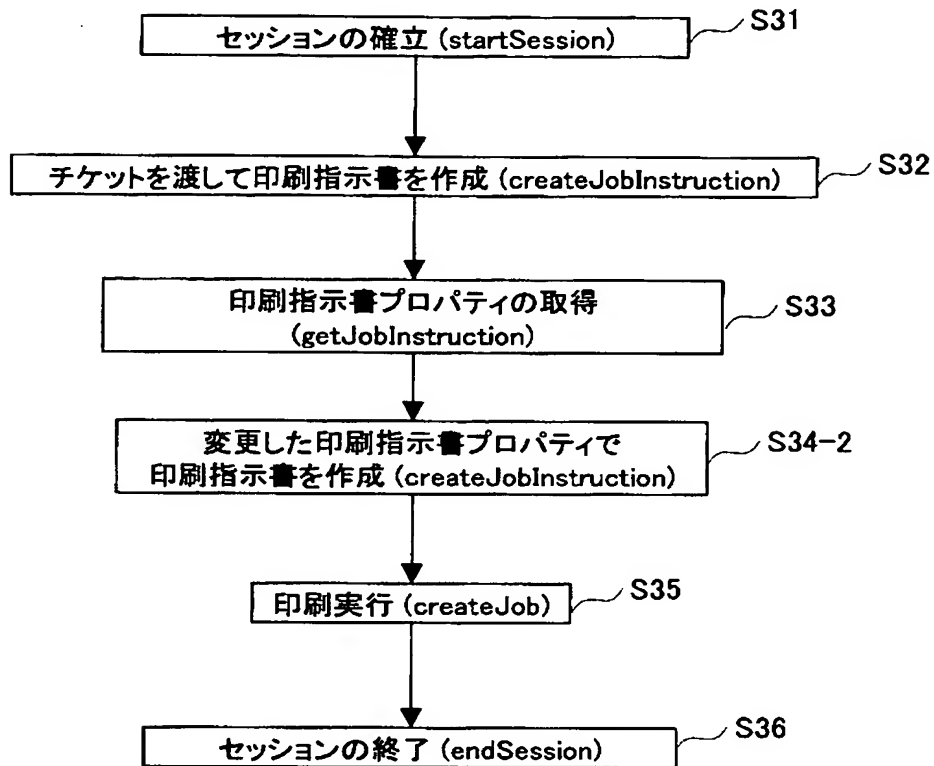 セッションの確立 (startSession)
S31
チケットを渡して印刷指示書を作成 (createJobInstruction)
S32
印刷指示書プロパティの取得
(getJobInstruction)
S33
変更した印刷指示書プロパティで
印刷指示書を作成 (createJobInstruction)
S34-2
印刷実行 (createJob)
S35
セッションの終了 (endSession)
S36